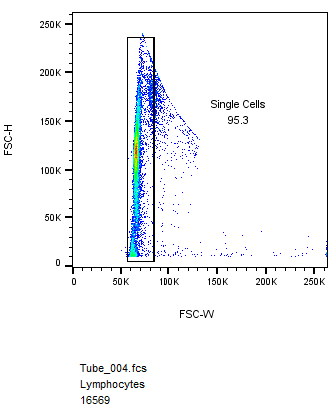 250K
200K
150K
100K
50K
0
FSC-H
Single Cells
95.3
0 50K 100K 150K 200K 250K
FSC-W
Tube_004.fcs
Lymphocytes
16569